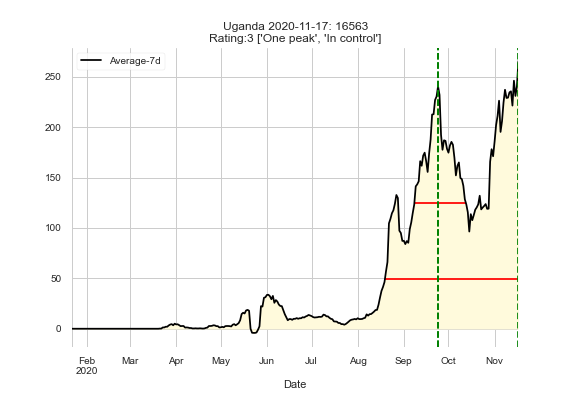 Uganda 2020-11-17: 16563
Rating:3 ['One peak', 'In control']
Average-7d
250
200
150
100
50
0
Feb Mar Apr May Jun Jul Aug Sep Oct Nov
2020
Date